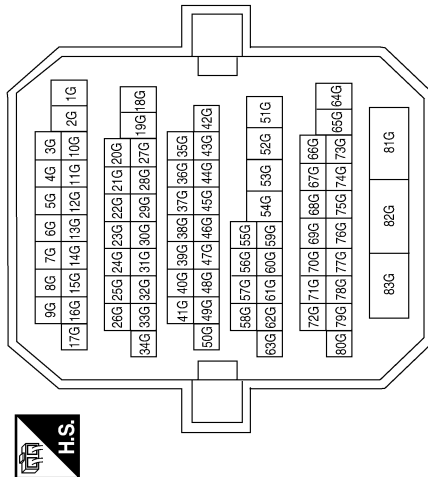 H.S.
9G 8G 7G 6G 5G 4G 3G
17G 16G 15G 14G 13G 12G 11G 10G 2G 1G
26G 25G 24G 23G 22G 21G 20G
34G 33G 32G 31G 30G 29G 28G 27G 19G 18G
41G 40G 39G 38G 37G 36G 35G
50G 49G 48G 47G 46G 45G 44G 43G 42G
58G 57G 56G 55G
63G 62G 61G 60G 59G 54G 53G 52G 51G
72G 71G 70G 69G 68G 67G 66G
80G 79G 78G 77G 76G 75G 74G 73G 65G 64G
83G 82G 81G